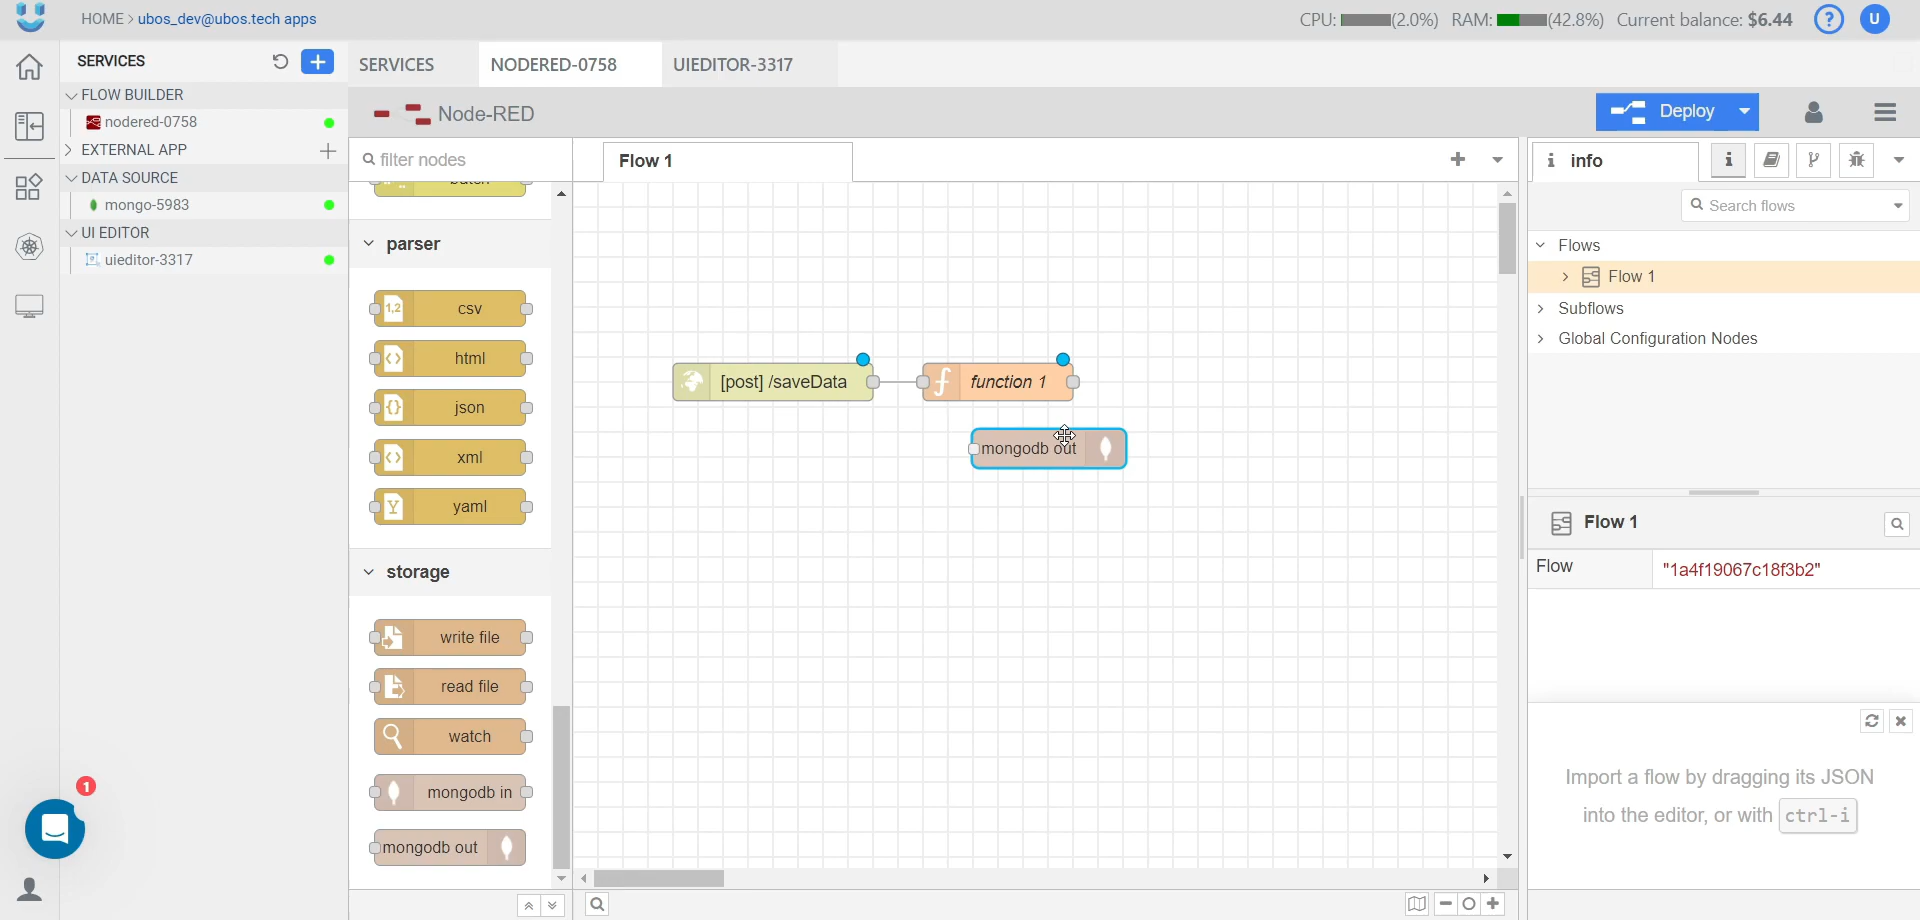 HOME > ubos_dev@ubos.tech apps
CPU: (2.0%) RAM: (42.8%) Current balance: $6.44 ? U
SERVICES
+
SERVICES
NODERED-0758
UIEDITOR-3317
FLOW BUILDER
nodered-0758
EXTERNAL APP
DATA SOURCE
mongo-5983
UI EDITOR
uieditor-3317
Node-RED
Deploy
filter nodes
Flow 1
i info
i
parser
1,2 csv
html
{} json
xml
Y yaml
storage
write file
read file
watch
mongodb in
mongodb out
[post] /saveData
f function 1
mongodb out
Search flows
Flows
Flow 1
Subflows
Global Configuration Nodes
Flow 1
Flow "1a4f19067c18f3b2"
Import a flow by dragging its JSON
into the editor, or with ctrl-i
1